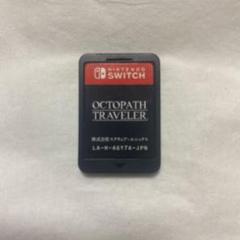 NINTENDO
SWITCH
OCTOPATH
TRAVELER
株式会社スクウェア・エニックス
LA-H-AGY7A-JPN